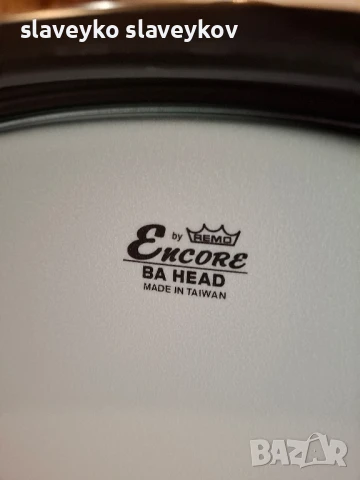 slaveyko slaveykov
by REMO
ENCORE
BA HEAD
MADE IN TAIWAN
BAZAR